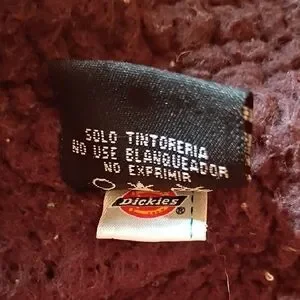 SOLO TINTORERIA
NO USE BLANQUEADOR
NO EXPRIMIR
Dickies®